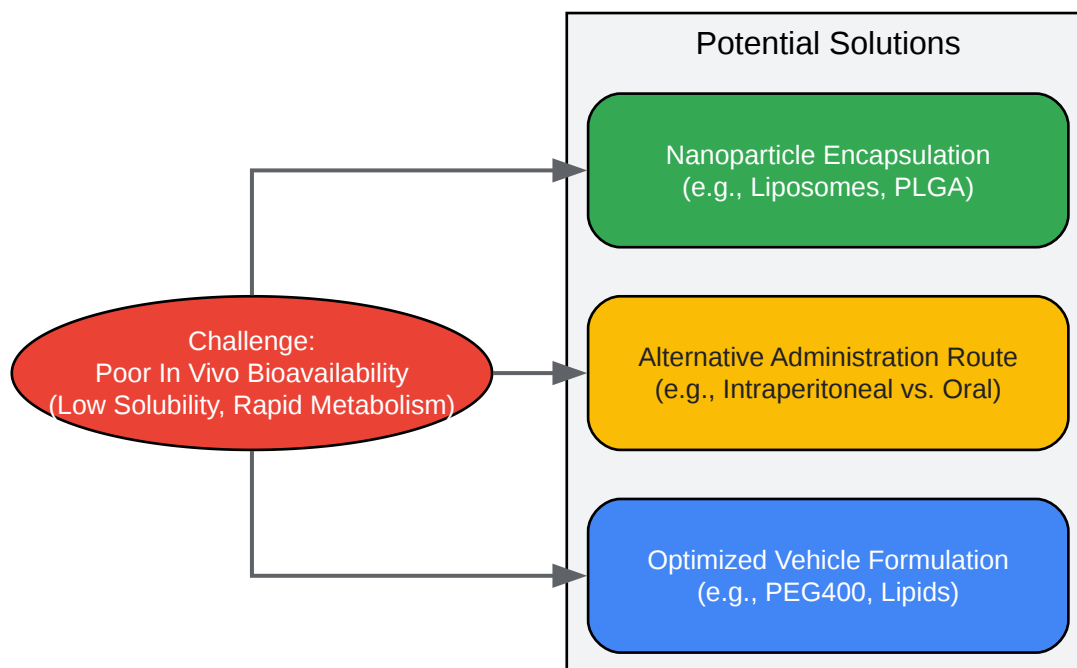 Potential Solutions
Nanoparticle Encapsulation
(e.g., Liposomes, PLGA)
Challenge:
Poor In Vivo Bioavailability
(Low Solubility, Rapid Metabolism)
Alternative Administration Route
(e.g., Intraperitoneal vs. Oral)
Optimized Vehicle Formulation
(e.g., PEG400, Lipids)